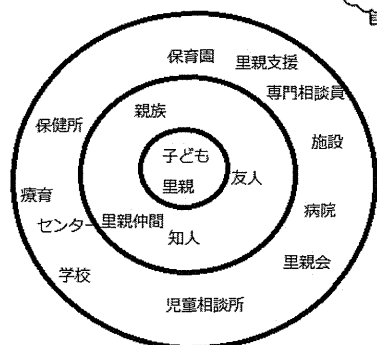 保育園
里親支援
専門相談員
親族
保健所
施設
子ども
里親
友人
療育
センター
病院
里親仲間
知人
里親会
学校
児童相談所